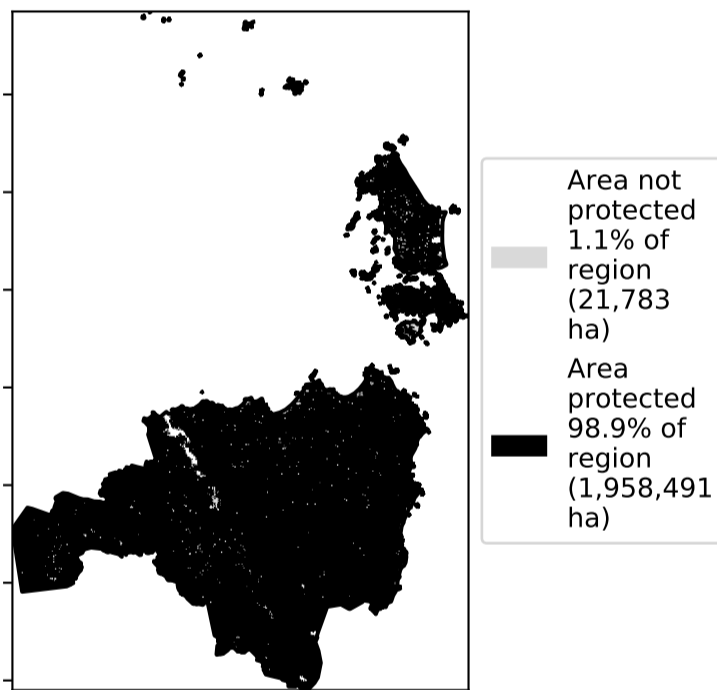 Area not
protected
1.1% of
region
(21,783
ha)
Area
protected
98.9% of
region
(1,958,491
ha)